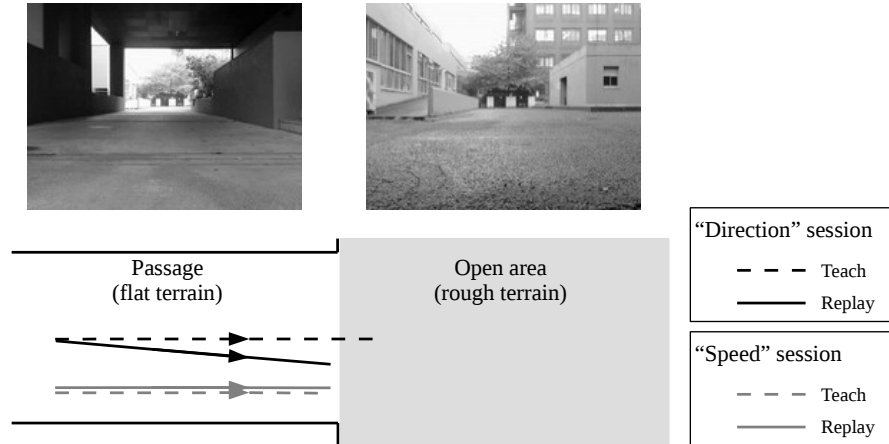 Passage
(flat terrain)
Open area
(rough terrain)
“Direction” session
Teach
Replay
“Speed” session
Teach
Replay